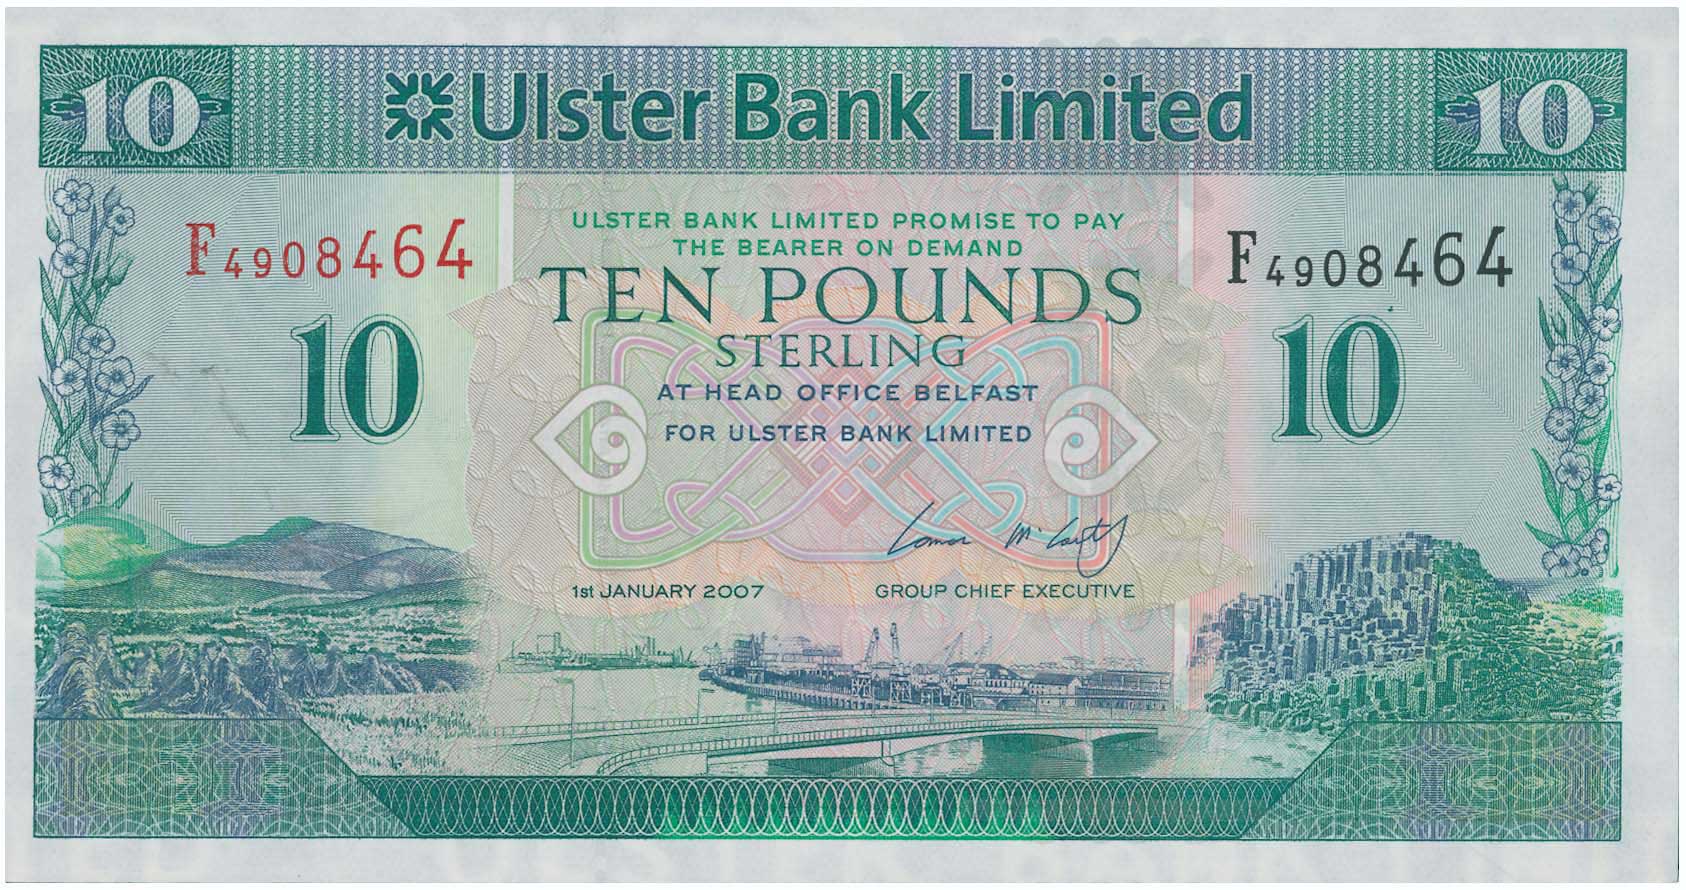 10 Ulster Bank Limited 10
ULSTER BANK LIMITED PROMISE TO PAY
THE BEARER ON DEMAND
F4908464
F4908464
TEN POUNDS
STERLING
10
10
AT HEAD OFFICE BELFAST
FOR ULSTER BANK LIMITED
1st JANUARY 2007
GROUP CHIEF EXECUTIVE